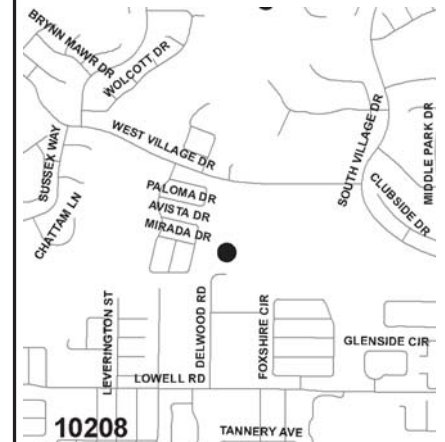 BRYNN MAWR DR
WOLCOTT DR
WEST VILLAGE DR
SUSSEX WAY
SOUTH VILLAGE DR
MIDDLE PARK DR
PALOMA DR
CLUBSIDE DR
AVISTA DR
CHATTAM LN
MIRADA DR
LEVERINGTON ST
DELWOOD RD
FOXSHIRE CIR
GLENSIDE CIR
LOWELL RD
10208
TANNERY AVE